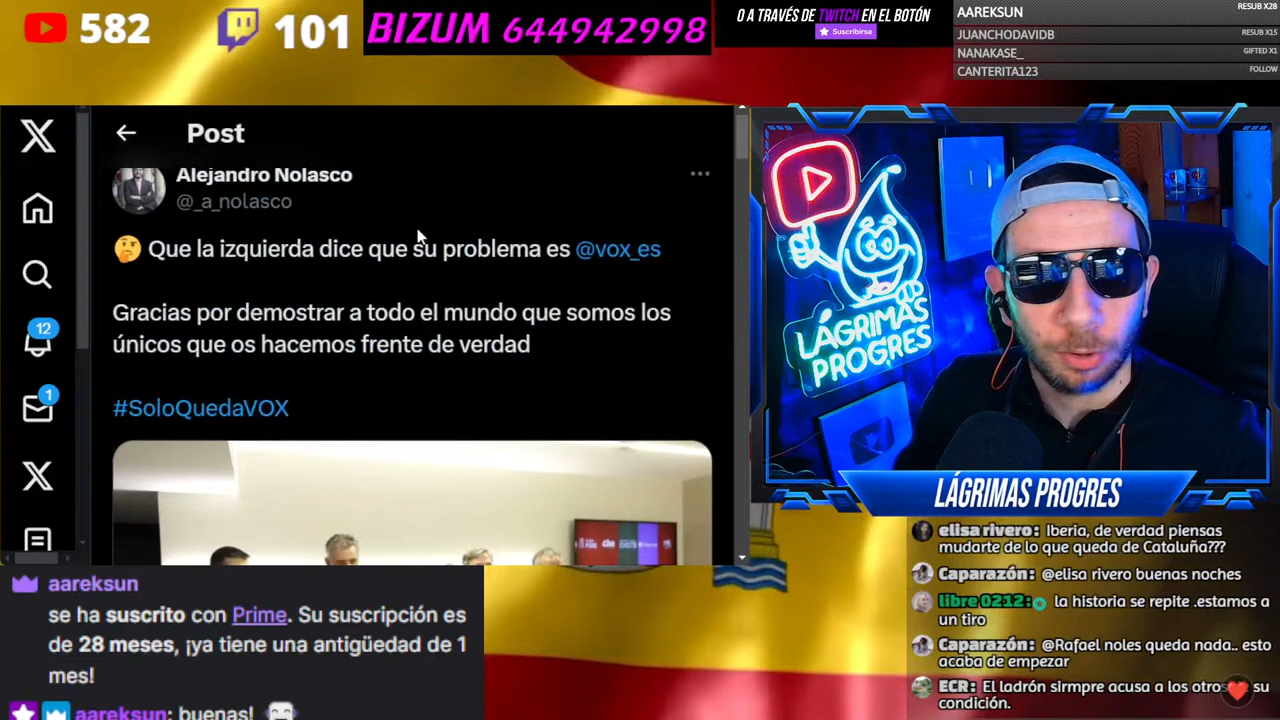 582
101
BIZUM 644942998
O A TRAVÉS DE TWITCH EN EL BOTÓN
Suscribirse
AAREKSUN RESUB X28
JUANCHODAVIDB RESUB X15
NANAKASE_ GIFTED X1
CANTERITA123 FOLLOW
Post
Alejandro Nolasco
@_a_nolasco
Que la izquierda dice que su problema es @vox_es
Gracias por demostrar a todo el mundo que somos los
únicos que os hacemos frente de verdad
#SoloQuedaVOX
12
1
LÁGRIMAS
PROGRES
LÁGRIMAS PROGRES
aareksun
se ha suscrito con Prime. Su suscripción es
de 28 meses, ¡ya tiene una antigüedad de 1
mes!
aareksun: buenas!
elisa rivero: Iberia, de verdad piensas
mudarte de lo que queda de Cataluña???
Caparazón: @elisa rivero buenas noches
libre 0212: la historia se repite .estamos a
un tiro
Caparazón: @Rafael noles queda nada.. esto
acaba de empezar
ECR: El ladrón sirmpre acusa a los otros su
condición.